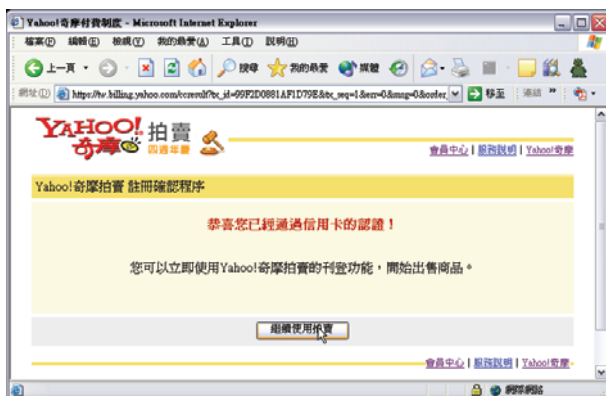 Yahoo!奇摩付費制度 - Microsoft Internet Explorer
檔案(F) 編輯(E) 檢視(V) 我的最愛(A) 工具(T) 說明(H)
上一頁 搜尋 我的最愛 媒體
網址(D) 移至 連結 »
YAHOO!奇摩 拍賣 四週年慶
會員中心 | 服務說明 | Yahoo!奇摩
Yahoo!奇摩拍賣 註冊確認程序
恭喜您已經通過信用卡的認證！
您可以立即使用Yahoo!奇摩拍賣的刊登功能，開始出售商品。
繼續使用拍賣
會員中心 | 服務說明 | Yahoo!奇摩
網際網路